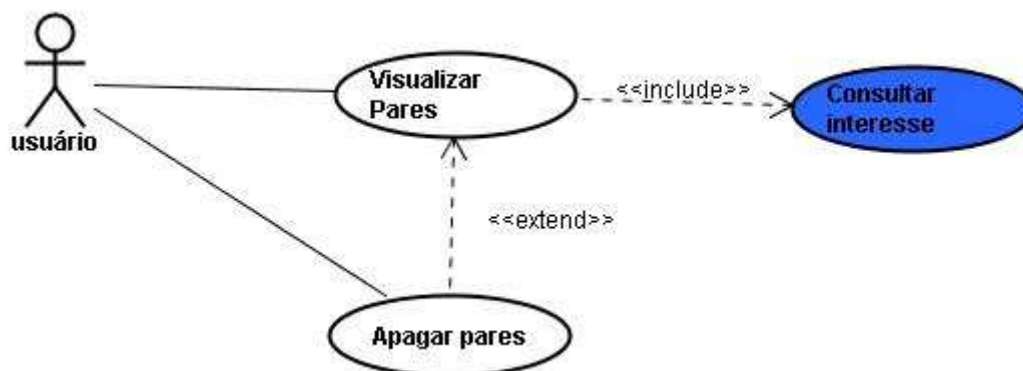 Visualizar
Pares
<<include>>
Consultar
interesse
usuário
<<extend>>
Apagar pares